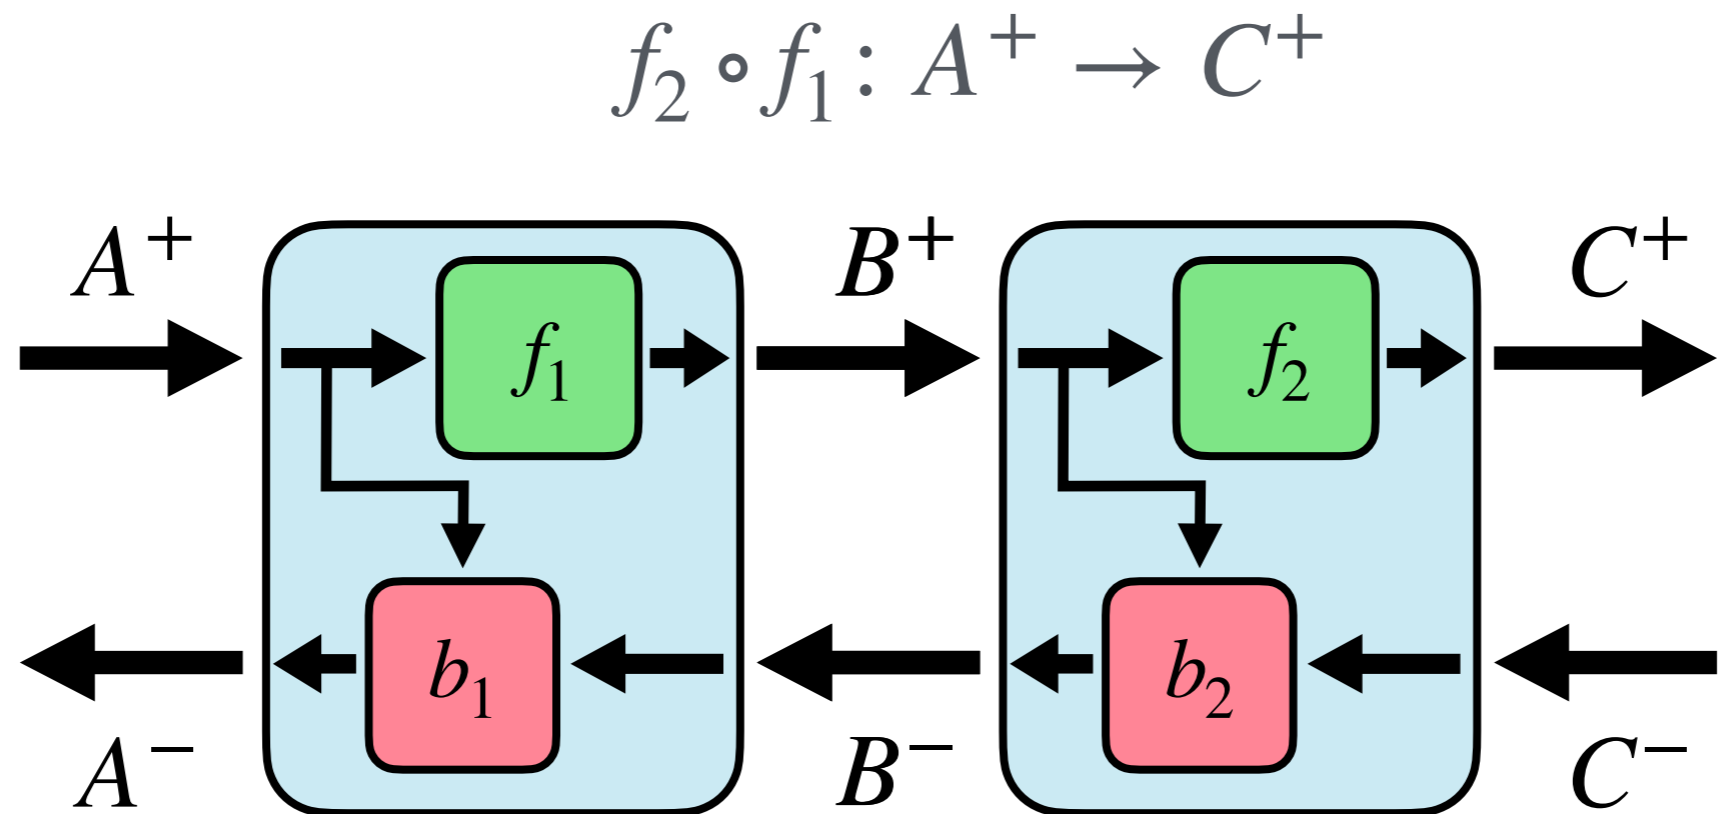 f₂ ∘ f₁ : A⁺ → C⁺
A⁺ B⁺ C⁺
f₁ f₂
b₁ b₂
A⁻ B⁻ C⁻